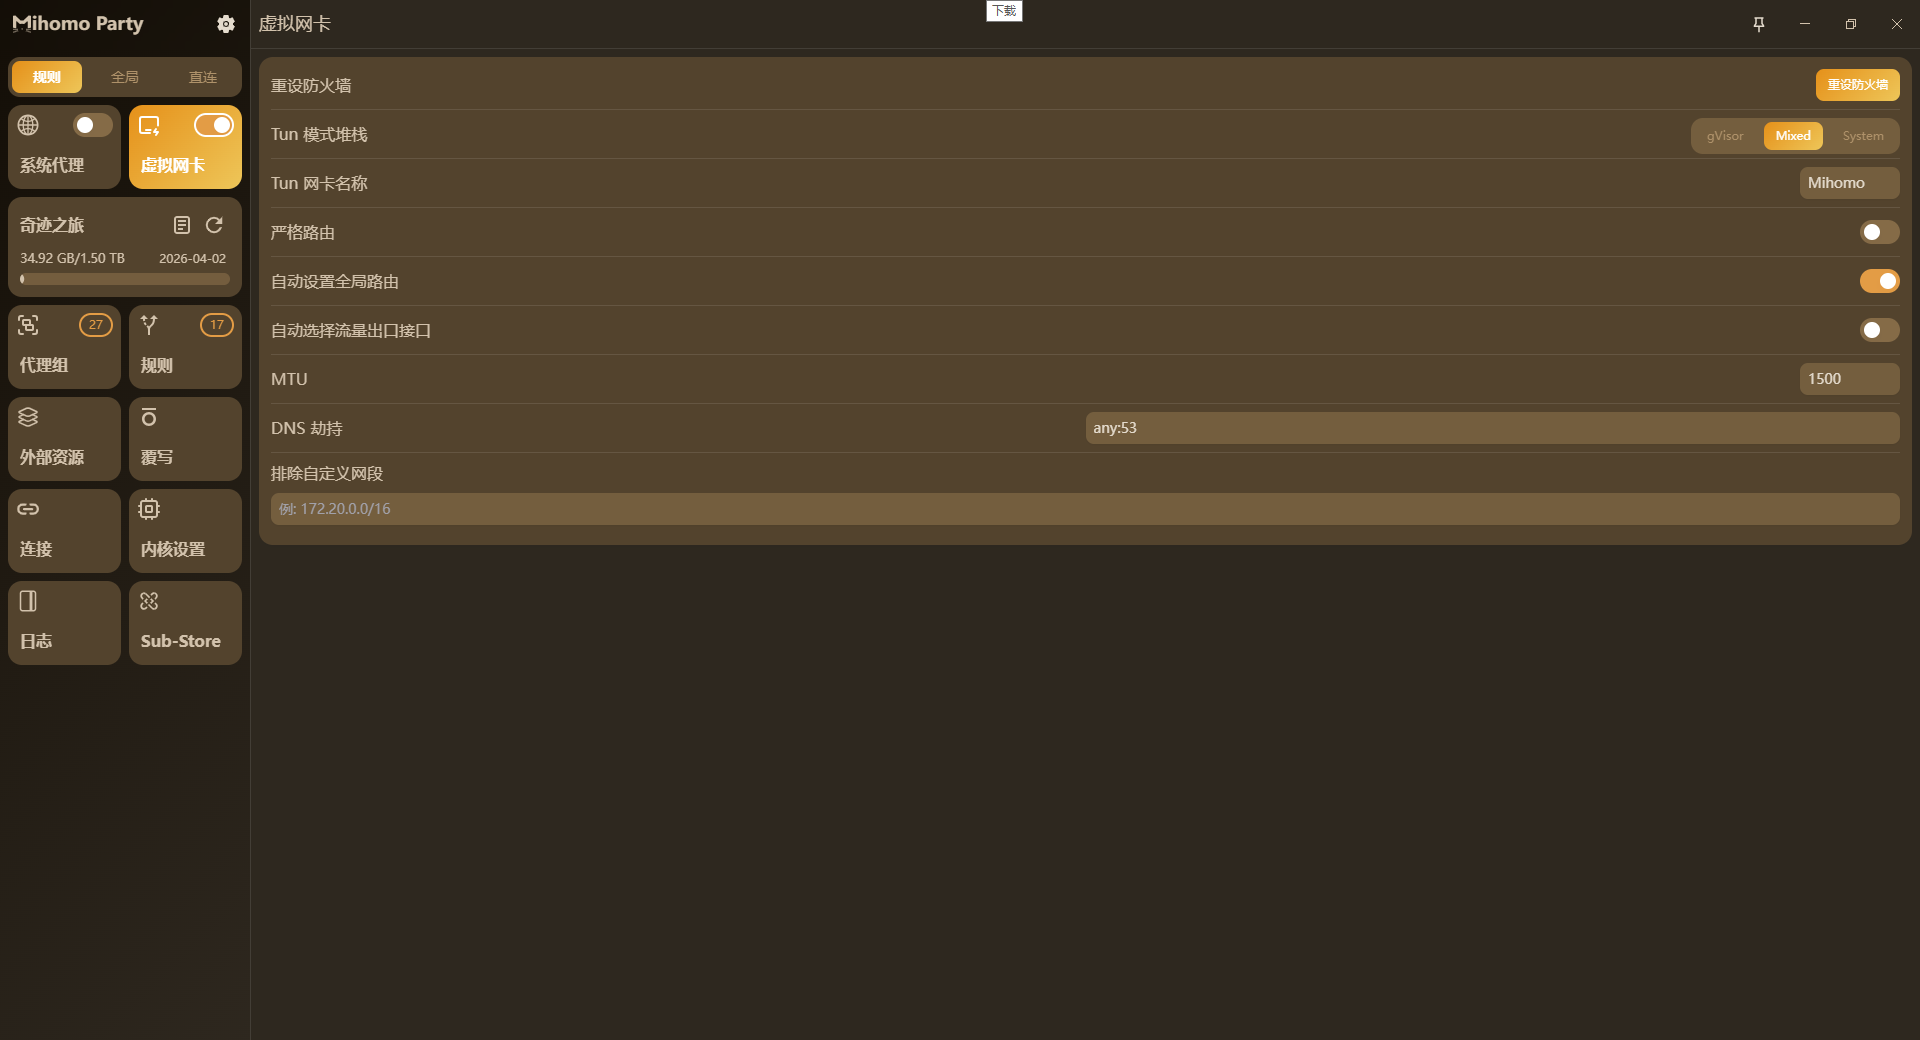 Mihomo Party
虚拟网卡
下载
规则
全局
直连
系统代理
虚拟网卡
奇迹之旅
34.92 GB/1.50 TB
2026-04-02
27
代理组
17
规则
外部资源
覆写
连接
内核设置
日志
Sub-Store
重设防火墙
重设防火墙
Tun 模式堆栈
gVisor
Mixed
System
Tun 网卡名称
Mihomo
严格路由
自动设置全局路由
自动选择流量出口接口
MTU
1500
DNS 劫持
any:53
排除自定义网段
例: 172.20.0.0/16